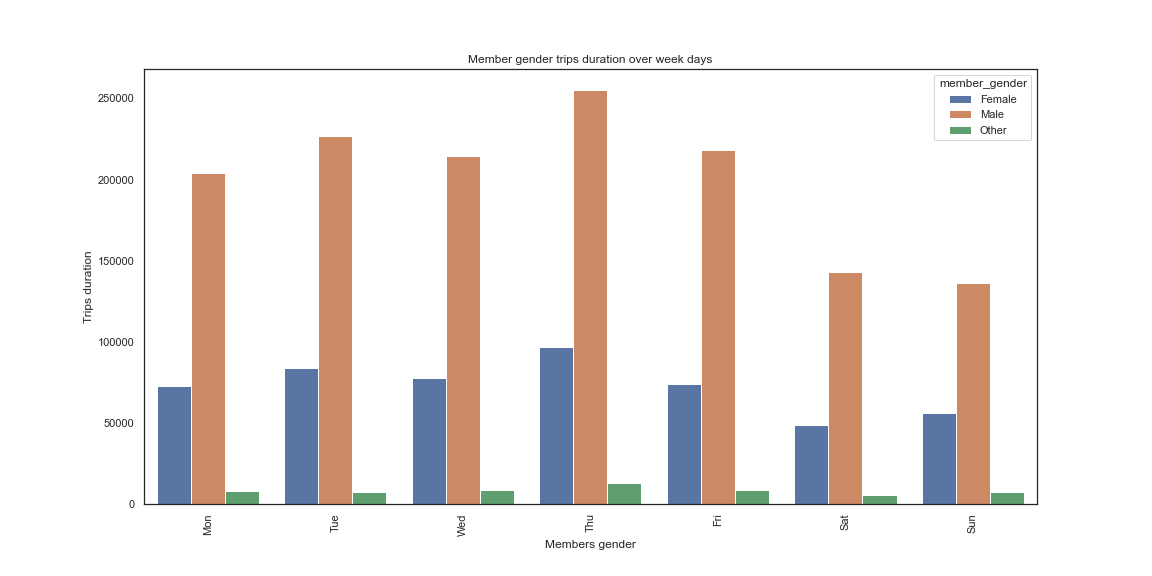 Member gender trips duration over week days
member_gender
Female
Male
Other
Trips duration
250000
200000
150000
100000
50000
0
Mon
Tue
Wed
Thu
Fri
Sat
Sun
Members gender